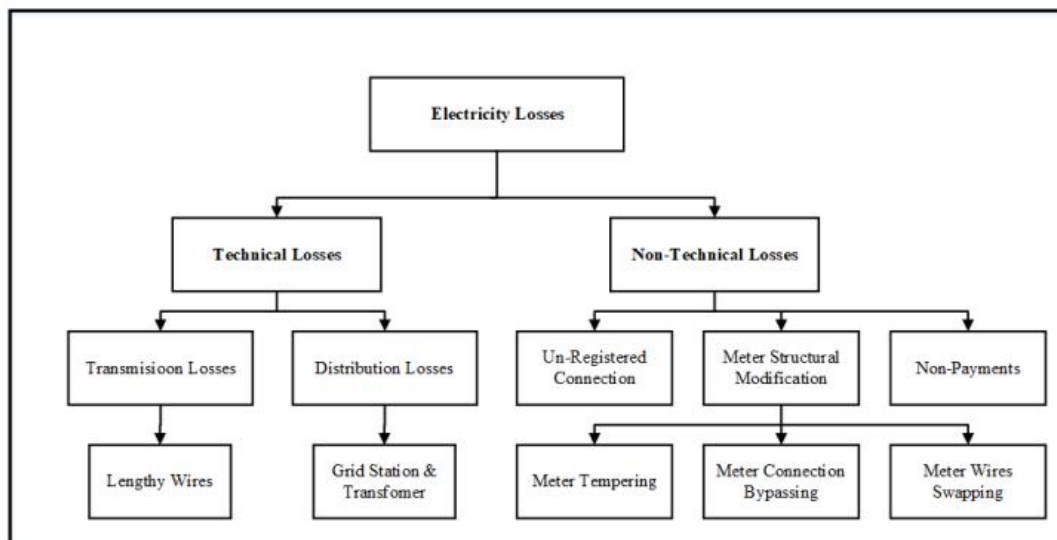 Electricity Losses
Technical Losses
Non-Technical Losses
Transmisioon Losses
Distribution Losses
Un-Registered
Connection
Meter Structural
Modification
Non-Payments
Lengthy Wires
Grid Station &
Transfomer
Meter Tempering
Meter Connection
Bypassing
Meter Wires
Swapping